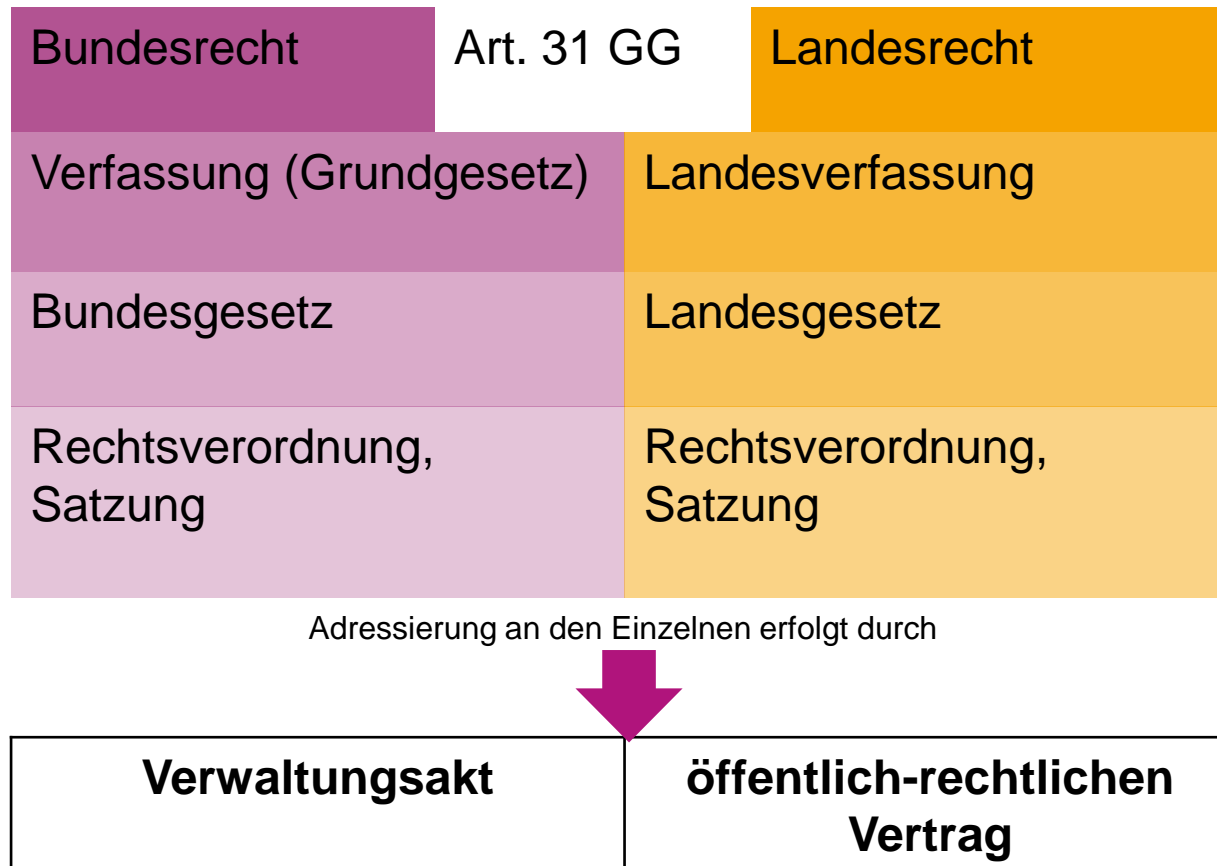 Bundesrecht
Art. 31 GG
Landesrecht
Verfassung (Grundgesetz)
Landesverfassung
Bundesgesetz
Landesgesetz
Rechtsverordnung,
Satzung
Rechtsverordnung,
Satzung
Adressierung an den Einzelnen erfolgt durch
Verwaltungsakt
öffentlich-rechtlichen
Vertrag